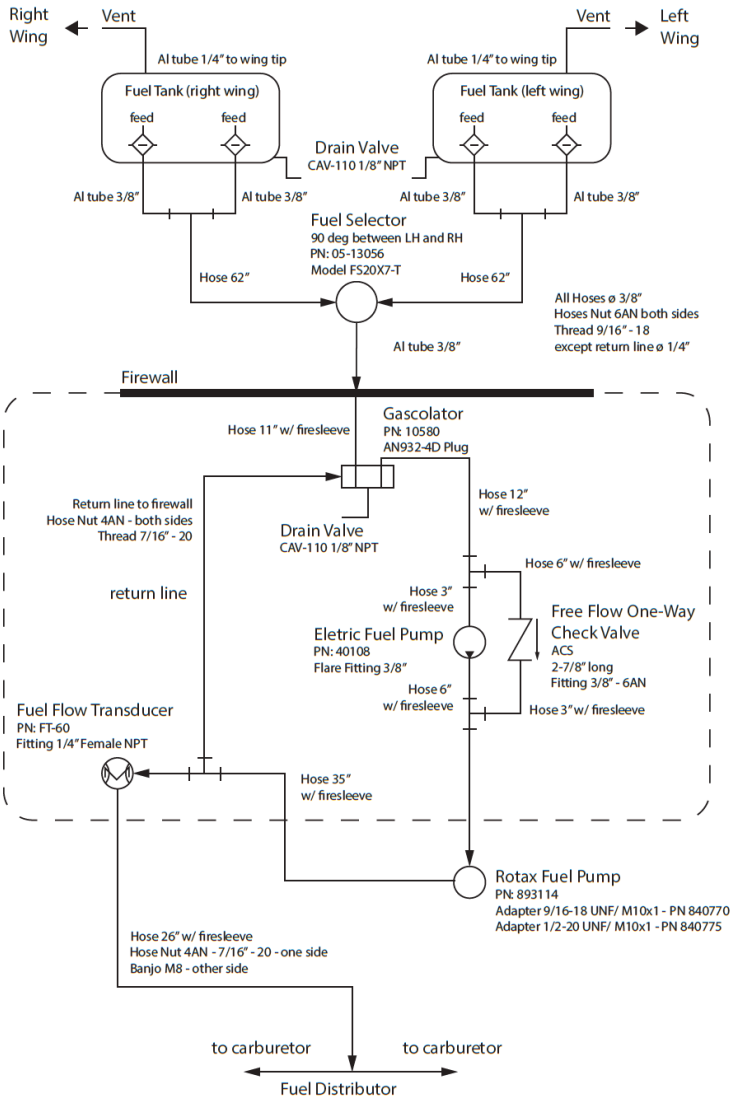 Right
Wing
Vent
Vent
Left
Wing
Al tube 1/4" to wing tip
Al tube 1/4" to wing tip
Fuel Tank (right wing)
Fuel Tank (left wing)
feed
feed
feed
feed
Drain Valve
CAV-110 1/8" NPT
Al tube 3/8"
Al tube 3/8"
Al tube 3/8"
Al tube 3/8"
Fuel Selector
90 deg between LH and RH
PN: 05-13056
Model FS20X7-T
Hose 62"
Hose 62"
All Hoses ø 3/8"
Hoses Nut 6AN both sides
Thread 9/16" - 18
except return line ø 1/4"
Al tube 3/8"
Firewall
Hose 11" w/ firesleeve
Gascolator
PN: 10580
AN932-4D Plug
Return line to firewall
Hose Nut 4AN - both sides
Thread 7/16" - 20
Hose 12"
w/ firesleeve
Drain Valve
CAV-110 1/8" NPT
return line
Hose 6" w/ firesleeve
Hose 3"
w/ firesleeve
Free Flow One-Way
Check Valve
ACS
2-7/8" long
Fitting 3/8" - 6AN
Eletric Fuel Pump
PN: 40108
Flare Fitting 3/8"
Hose 6"
w/ firesleeve
Hose 3" w/ firesleeve
Fuel Flow Transducer
PN: FT-60
Fitting 1/4" Female NPT
Hose 35"
w/ firesleeve
Rotax Fuel Pump
PN: 893114
Adapter 9/16-18 UNF/ M10x1 - PN 840770
Adapter 1/2-20 UNF/ M10x1 - PN 840775
Hose 26" w/ firesleeve
Hose Nut 4AN - 7/16" - 20 - one side
Banjo M8 - other side
to carburetor
to carburetor
Fuel Distributor